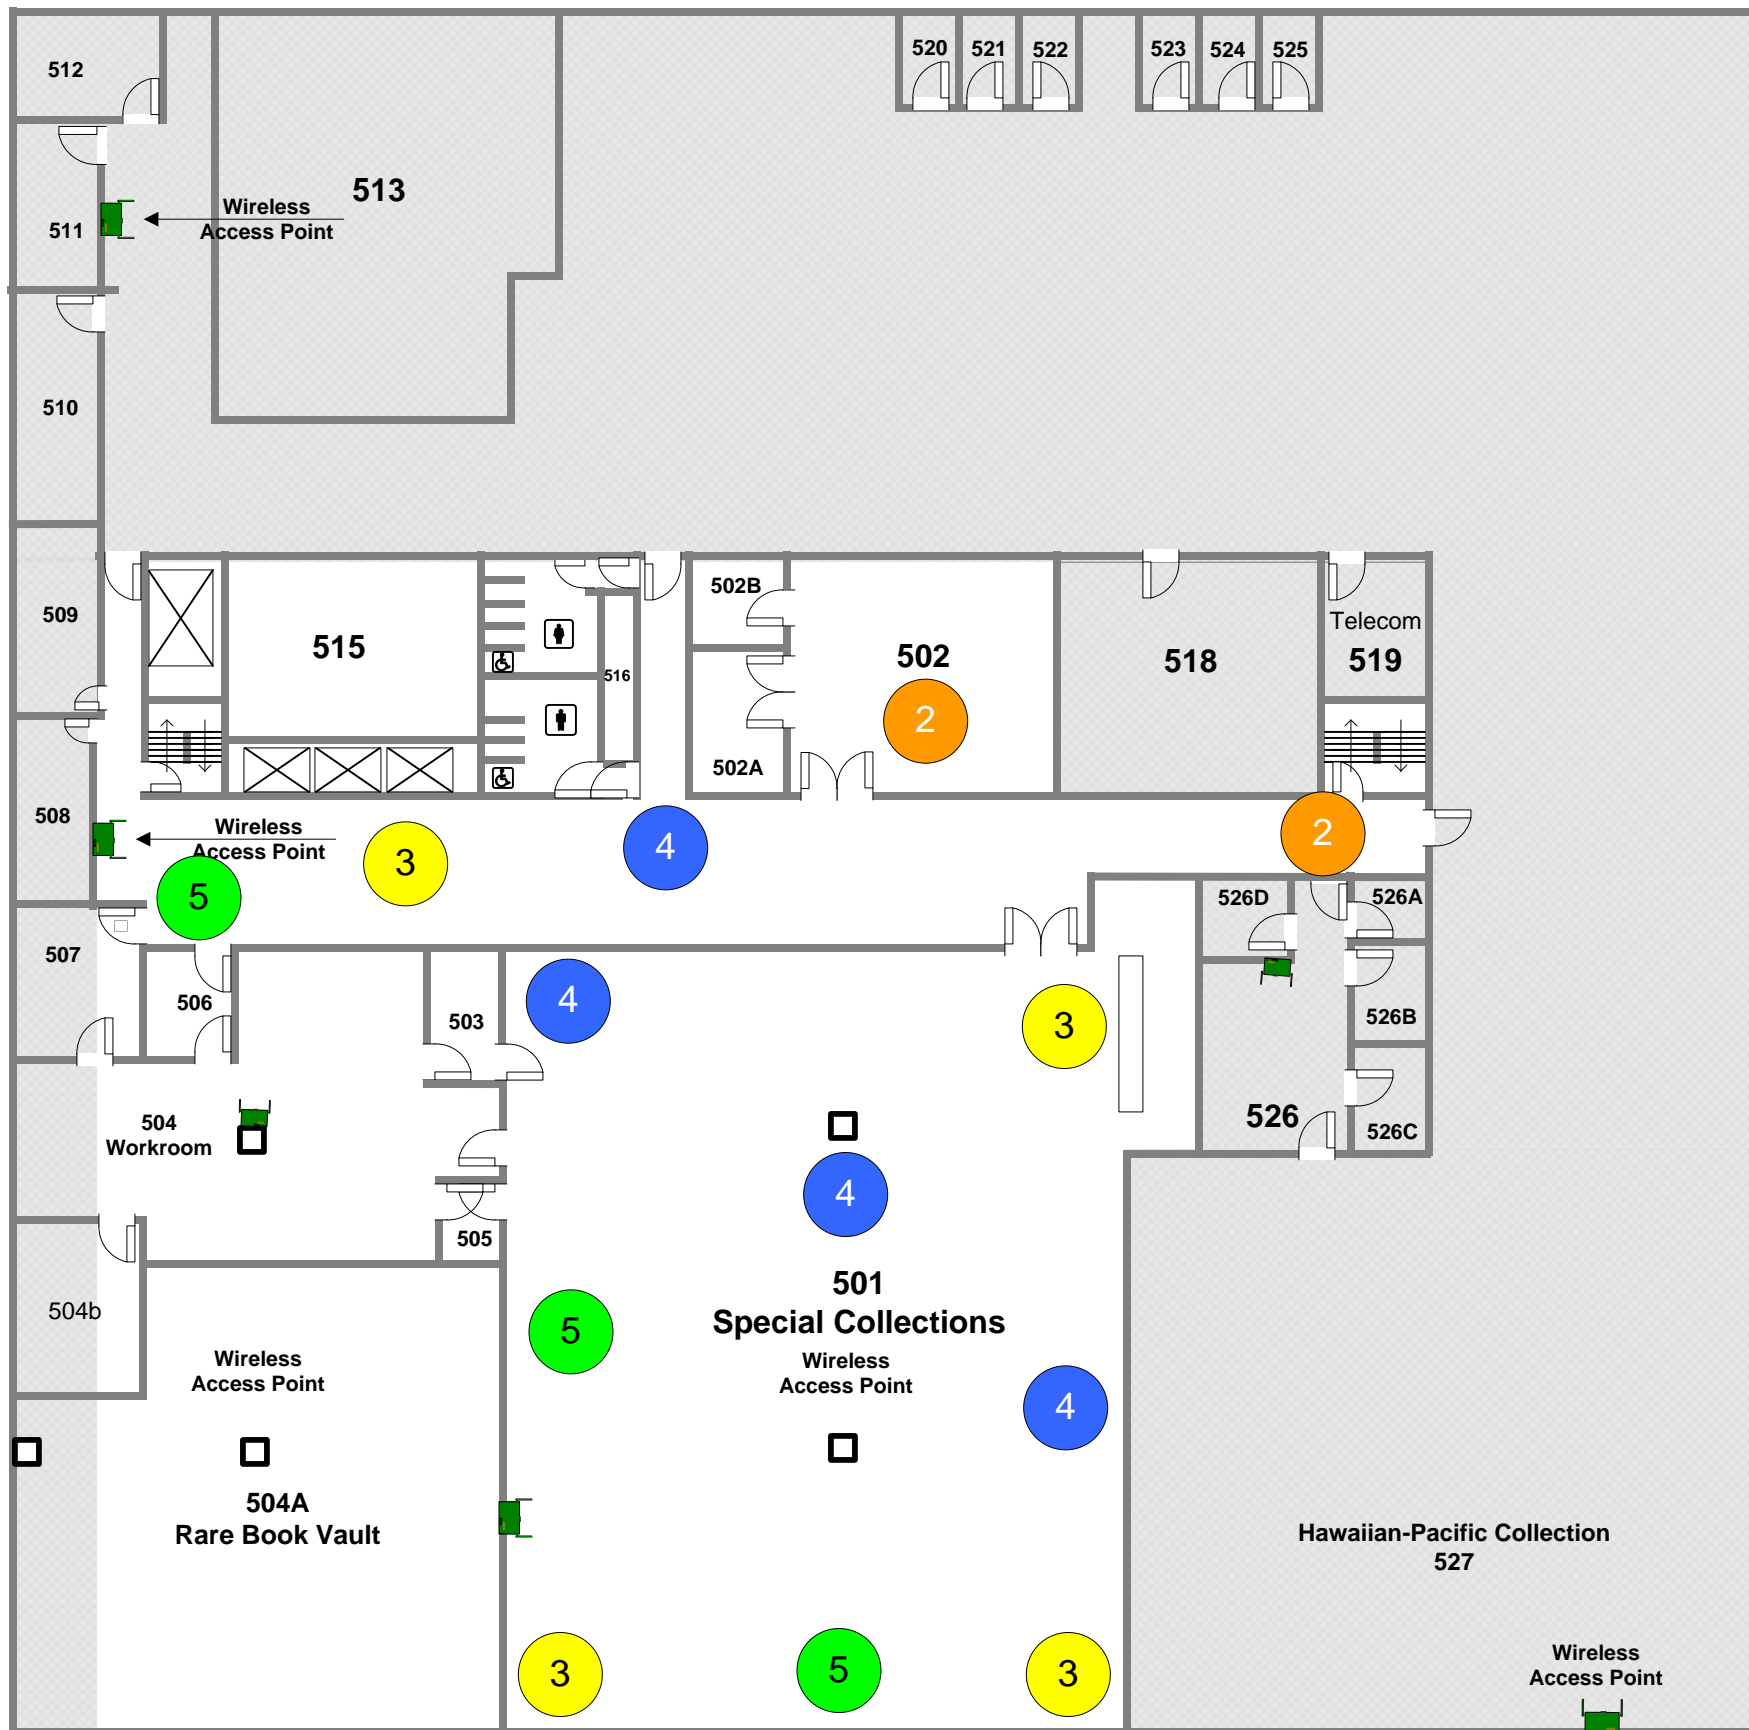 512
520
521
522
523
524
525
513
Wireless
Access Point
511
510
509
515
516
502B
502
502A
518
Telecom
519
2
508
Wireless
Access Point
3
4
2
5
507
506
503
4
3
526D
526A
526B
526
526C
504
Workroom
505
4
504b
5
501
Special Collections
Wireless
Access Point
Wireless
Access Point
4
504A
Rare Book Vault
Hawaiian-Pacific Collection
527
3
5
3
Wireless
Access Point